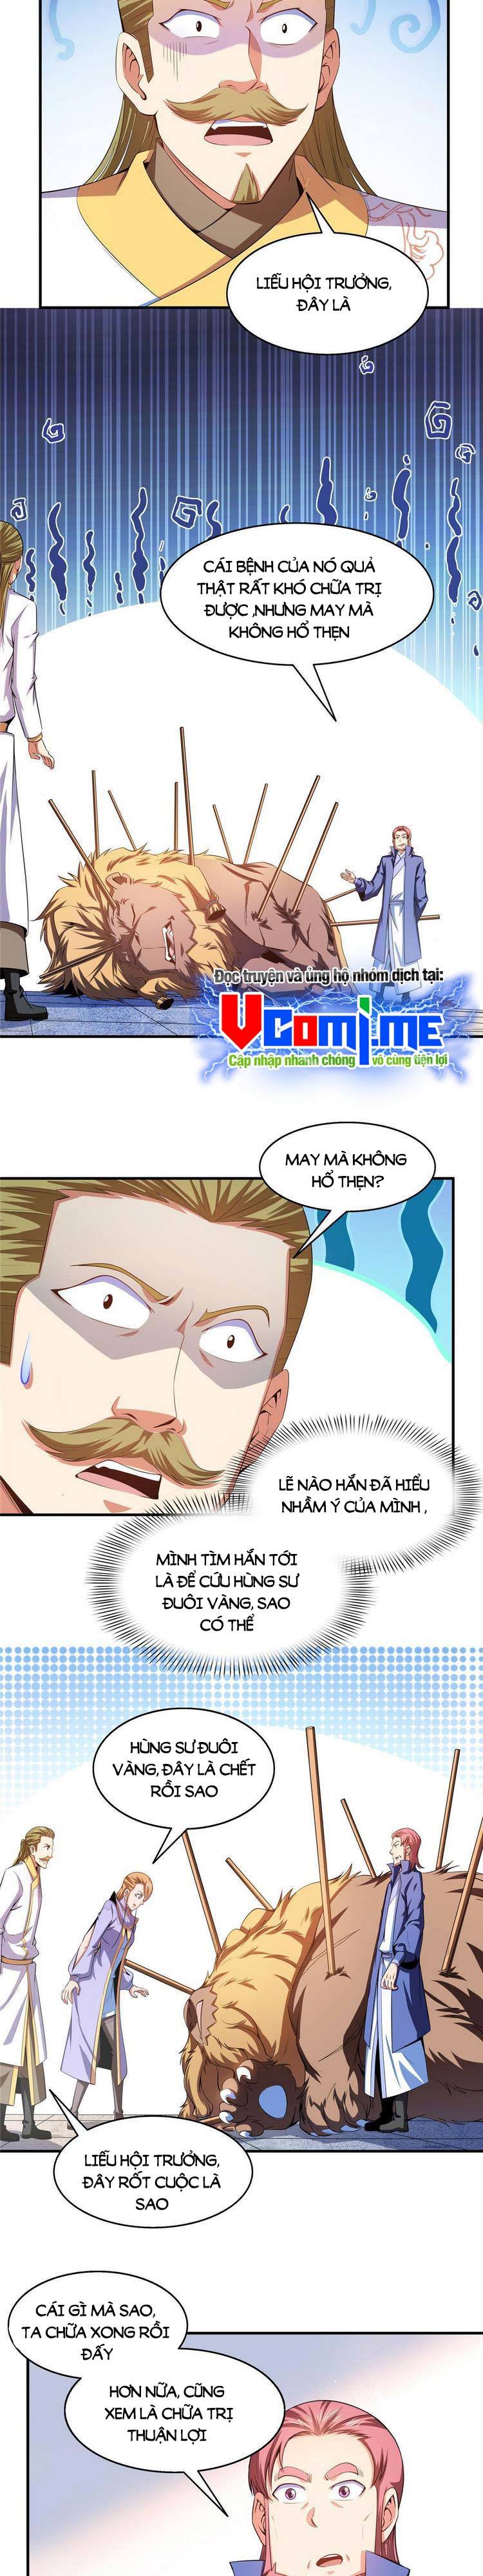 LIỄU HỘI TRƯỞNG,
ĐÂY LÀ
CÁI BỆNH CỦA NÓ QUẢ
THẬT RẤT KHÓ CHỮA TRỊ
ĐƯỢC ,NHƯNG MAY MÀ
KHÔNG HỔ THẸN
Đọc truyện và ủng hộ nhóm dịch tại:
VComi.me
Cập nhập nhanh chóng vô cùng tiện lợi
MAY MÀ KHÔNG
HỔ THẸN?
LẼ NÀO HẮN ĐÃ HIỂU
NHẦM Ý CỦA MÌNH ,
MÌNH TÌM HẮN TỚI
LÀ ĐỂ CỨU HÙNG SƯ
ĐUÔI VÀNG, SAO
CÓ THỂ
HÙNG SƯ ĐUÔI
VÀNG, ĐÂY LÀ CHẾT
RỒI SAO
LIỄU HỘI TRƯỞNG,
ĐÂY RỐT CUỘC LÀ
SAO
CÁI GÌ MÀ SAO,
TA CHỮA XONG RỒI
ĐẤY
HƠN NỮA, CŨNG
XEM LÀ CHỮA TRỊ
THUẬN LỢI